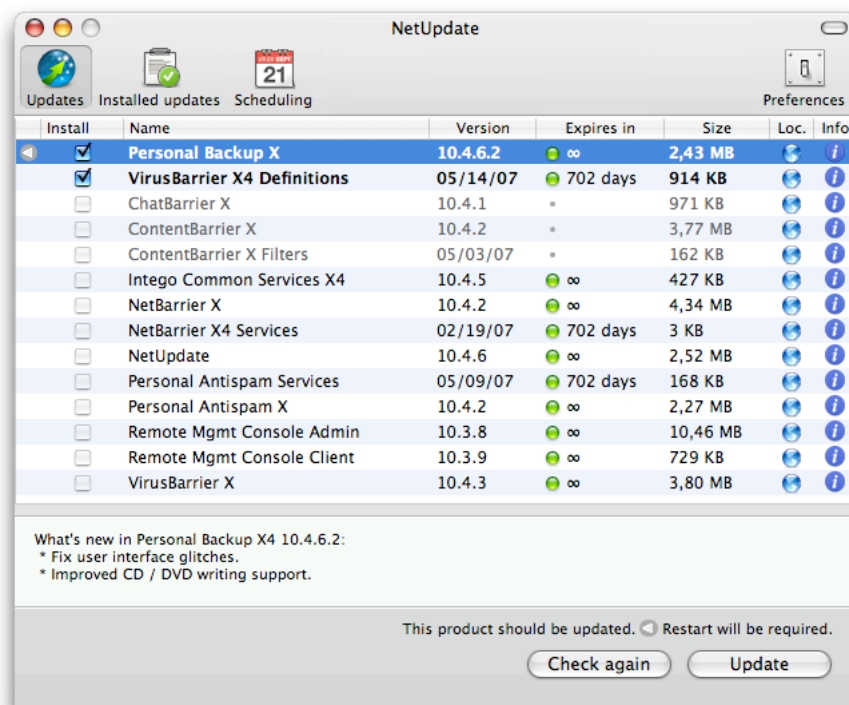 NetUpdate
Updates Installed updates Scheduling Preferences
21
Install Name Version Expires in Size Loc. Info
Personal Backup X 10.4.6.2 ∞ 2,43 MB
VirusBarrier X4 Definitions 05/14/07 702 days 914 KB
ChatBarrier X 10.4.1 971 KB
ContentBarrier X 10.4.2 3,77 MB
ContentBarrier X Filters 05/03/07 162 KB
Intego Common Services X4 10.4.5 ∞ 427 KB
NetBarrier X 10.4.2 ∞ 4,34 MB
NetBarrier X4 Services 02/19/07 702 days 3 KB
NetUpdate 10.4.6 ∞ 2,52 MB
Personal Antispam Services 05/09/07 702 days 168 KB
Personal Antispam X 10.4.2 ∞ 2,27 MB
Remote Mgmt Console Admin 10.3.8 ∞ 10,46 MB
Remote Mgmt Console Client 10.3.9 ∞ 729 KB
VirusBarrier X 10.4.3 ∞ 3,80 MB
What's new in Personal Backup X4 10.4.6.2:
* Fix user interface glitches.
* Improved CD / DVD writing support.
This product should be updated. Restart will be required.
Check again Update